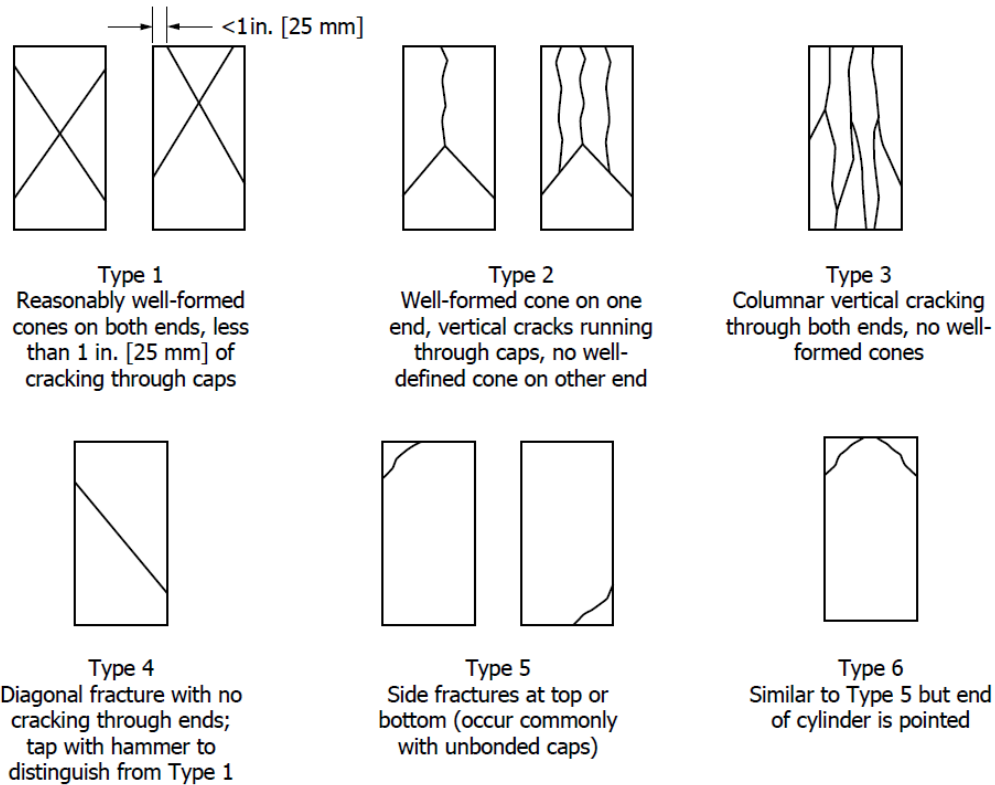 <1in. [25 mm]
Type 1
Reasonably well-formed
cones on both ends, less
than 1 in. [25 mm] of
cracking through caps
Type 2
Well-formed cone on one
end, vertical cracks running
through caps, no well-
defined cone on other end
Type 3
Columnar vertical cracking
through both ends, no well-
formed cones
Type 4
Diagonal fracture with no
cracking through ends;
tap with hammer to
distinguish from Type 1
Type 5
Side fractures at top or
bottom (occur commonly
with unbonded caps)
Type 6
Similar to Type 5 but end
of cylinder is pointed